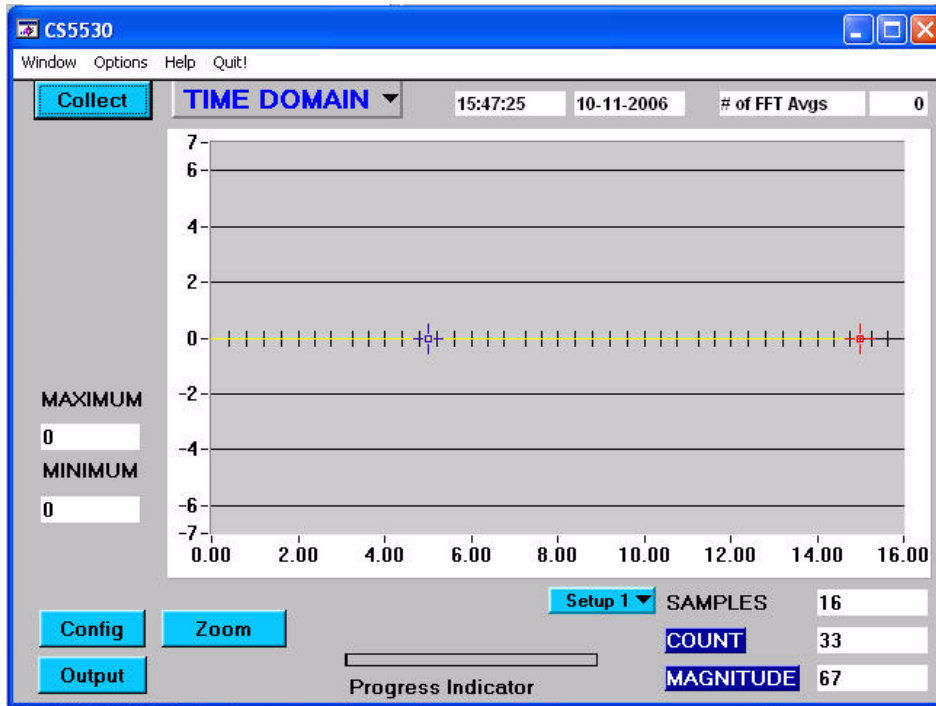 CS5530
Window Options Help Quit!
Collect TIME DOMAIN 15:47:25 10-11-2006 # of FFT Avgs 0
7
6
4
2
0
-2
-4
-6
-7
0.00 2.00 4.00 6.00 8.00 10.00 12.00 14.00 16.00
MAXIMUM
0
MINIMUM
0
Setup 1 SAMPLES 16
Config Zoom COUNT 33
Output Progress Indicator MAGNITUDE 67